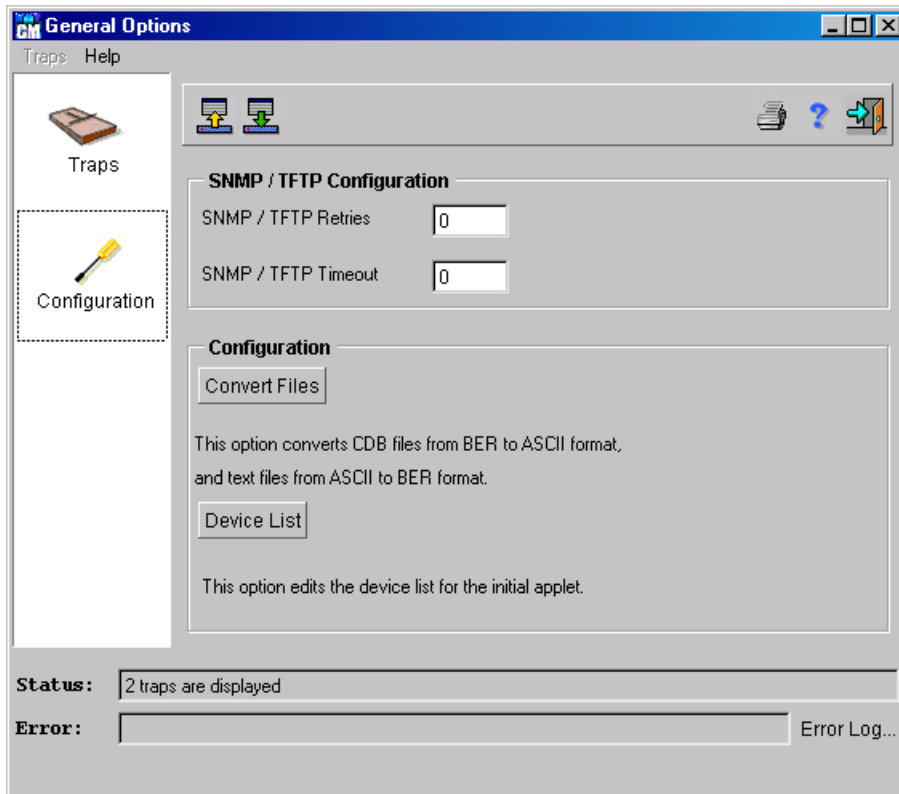 CM General Options
Traps Help
Traps
Configuration
?
SNMP / TFTP Configuration
SNMP / TFTP Retries 0
SNMP / TFTP Timeout 0
Configuration
Convert Files
This option converts CDB files from BER to ASCII format,
and text files from ASCII to BER format.
Device List
This option edits the device list for the initial applet.
Status: 2 traps are displayed
Error: Error Log...